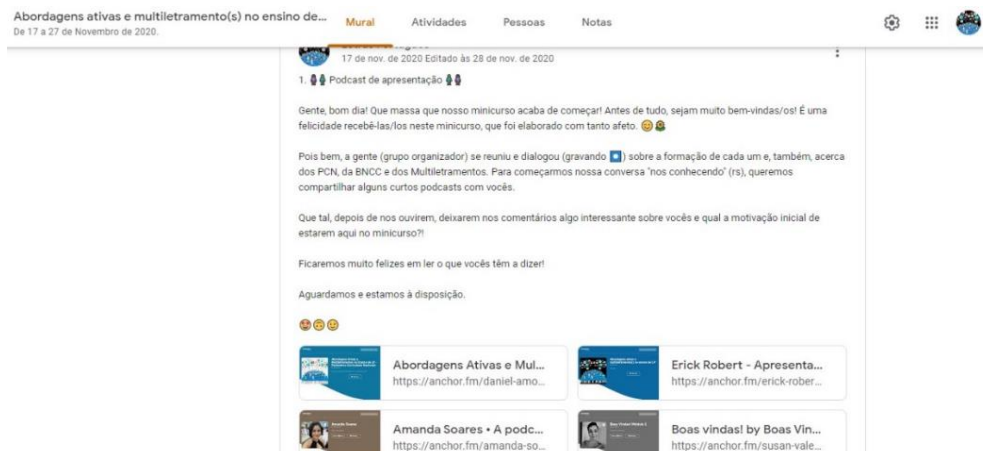 Abordagens ativas e multiletramento(s) no ensino de...
De 17 a 27 de Novembro de 2020.
Mural
Atividades
Pessoas
Notas
17 de nov. de 2020 Editado às 28 de nov. de 2020
1. Podcast de apresentação
Gente, bom dia! Que massa que nosso minicurso acaba de começar! Antes de tudo, sejam muito bem-vindas/os! É uma
felicidade recebê-las/los neste minicurso, que foi elaborado com tanto afeto.
Pois bem, a gente (grupo organizador) se reuniu e dialogou (gravando ) sobre a formação de cada um e, também, acerca
dos PCN, da BNCC e dos Multiletramentos. Para começarmos nossa conversa "nos conhecendo" (rs), queremos
compartilhar alguns curtos podcasts com vocês.
Que tal, depois de nos ouvirem, deixarem nos comentários algo interessante sobre vocês e qual a motivação inicial de
estarem aqui no minicurso?!
Ficaremos muito felizes em ler o que vocês têm a dizer!
Aguardamos e estamos à disposição.
Abordagens Ativas e Mul...
https://anchor.fm/daniel-amo...
Erick Robert - Apresenta...
https://anchor.fm/erick-rober...
Amanda Soares • A podc...
https://anchor.fm/amanda-so...
Boas vindas! by Boas Vin...
https://anchor.fm/susan-vale...